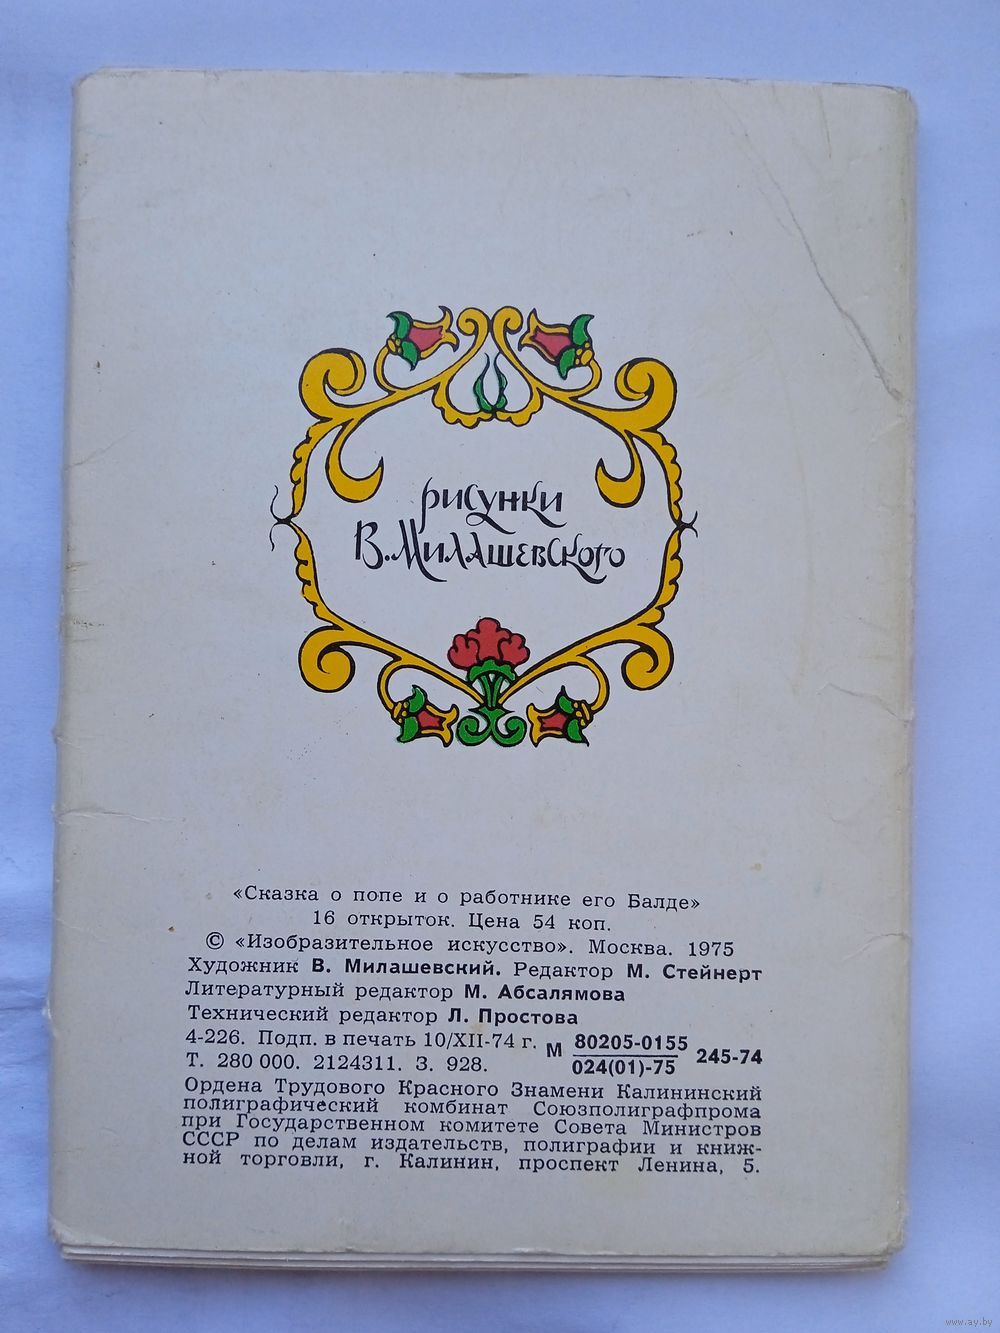 рисунки
В. Милашевского
«Сказка о попе и о работнике его Балде»
16 открыток. Цена 54 коп.
© «Изобразительное искусство». Москва. 1975
Художник В. Милашевский. Редактор М. Стейнерт
Литературный редактор М. Абсалямова
Технический редактор Л. Простова
4-226. Подп. в печать 10/XII-74 г. М 80205-0155 / 024(01)-75 245-74
Т. 280 000. 2124311. З. 928.
Ордена Трудового Красного Знамени Калининский
полиграфический комбинат Союзполиграфпрома
при Государственном комитете Совета Министров
СССР по делам издательств, полиграфии и книж-
ной торговли, г. Калинин, проспект Ленина, 5.
www.ay.by